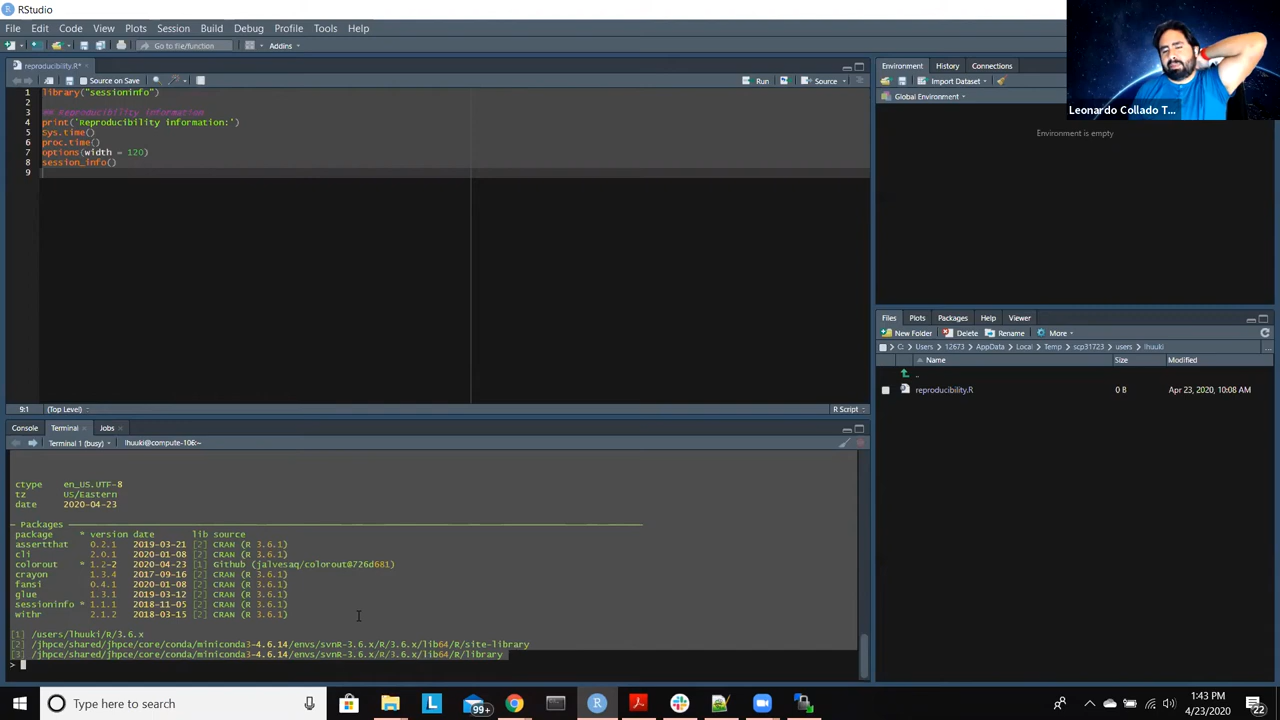 RStudio
File Edit Code View Plots Session Build Debug Profile Tools Help
Go to file/function Addins
reproducibility.R*
Source on Save Run Source
1 library("sessioninfo")
2
3 ## Reproducibility information
4 print('Reproducibility information:')
5 Sys.time()
6 proc.time()
7 options(width = 120)
8 session_info()
9
9:1 (Top Level) R Script
Console Terminal Jobs
Terminal 1 (busy) lhuuki@compute-106:~
ctype en_US.UTF-8
tz US/Eastern
date 2020-04-23
─ Packages ─
package * version date lib source
assertthat 0.2.1 2019-03-21 [2] CRAN (R 3.6.1)
cli 2.0.1 2020-01-08 [2] CRAN (R 3.6.1)
colorout * 1.2-2 2020-04-23 [1] Github (jalvesaq/colorout@726d681)
crayon 1.3.4 2017-09-16 [2] CRAN (R 3.6.1)
fansi 0.4.1 2020-01-08 [2] CRAN (R 3.6.1)
glue 1.3.1 2019-03-12 [2] CRAN (R 3.6.1)
sessioninfo * 1.1.1 2018-11-05 [2] CRAN (R 3.6.1)
withr 2.1.2 2018-03-15 [2] CRAN (R 3.6.1)
[1] /users/lhuuki/R/3.6.x
[2] /jhpce/shared/jhpce/core/conda/miniconda3-4.6.14/envs/svnR-3.6.x/R/3.6.x/lib64/R/site-library
[3] /jhpce/shared/jhpce/core/conda/miniconda3-4.6.14/envs/svnR-3.6.x/R/3.6.x/lib64/R/library
>
Leonardo Collado T...
Environment History Connections
Import Dataset
Global Environment
Environment is empty
Files Plots Packages Help Viewer
New Folder Delete Rename More
C: Users 12673 AppData Local Temp scp31723 users lhuuki
Name Size Modified
..
reproducibility.R 0 B Apr 23, 2020, 10:08 AM
Type here to search
99+
1:43 PM
4/23/2020
22